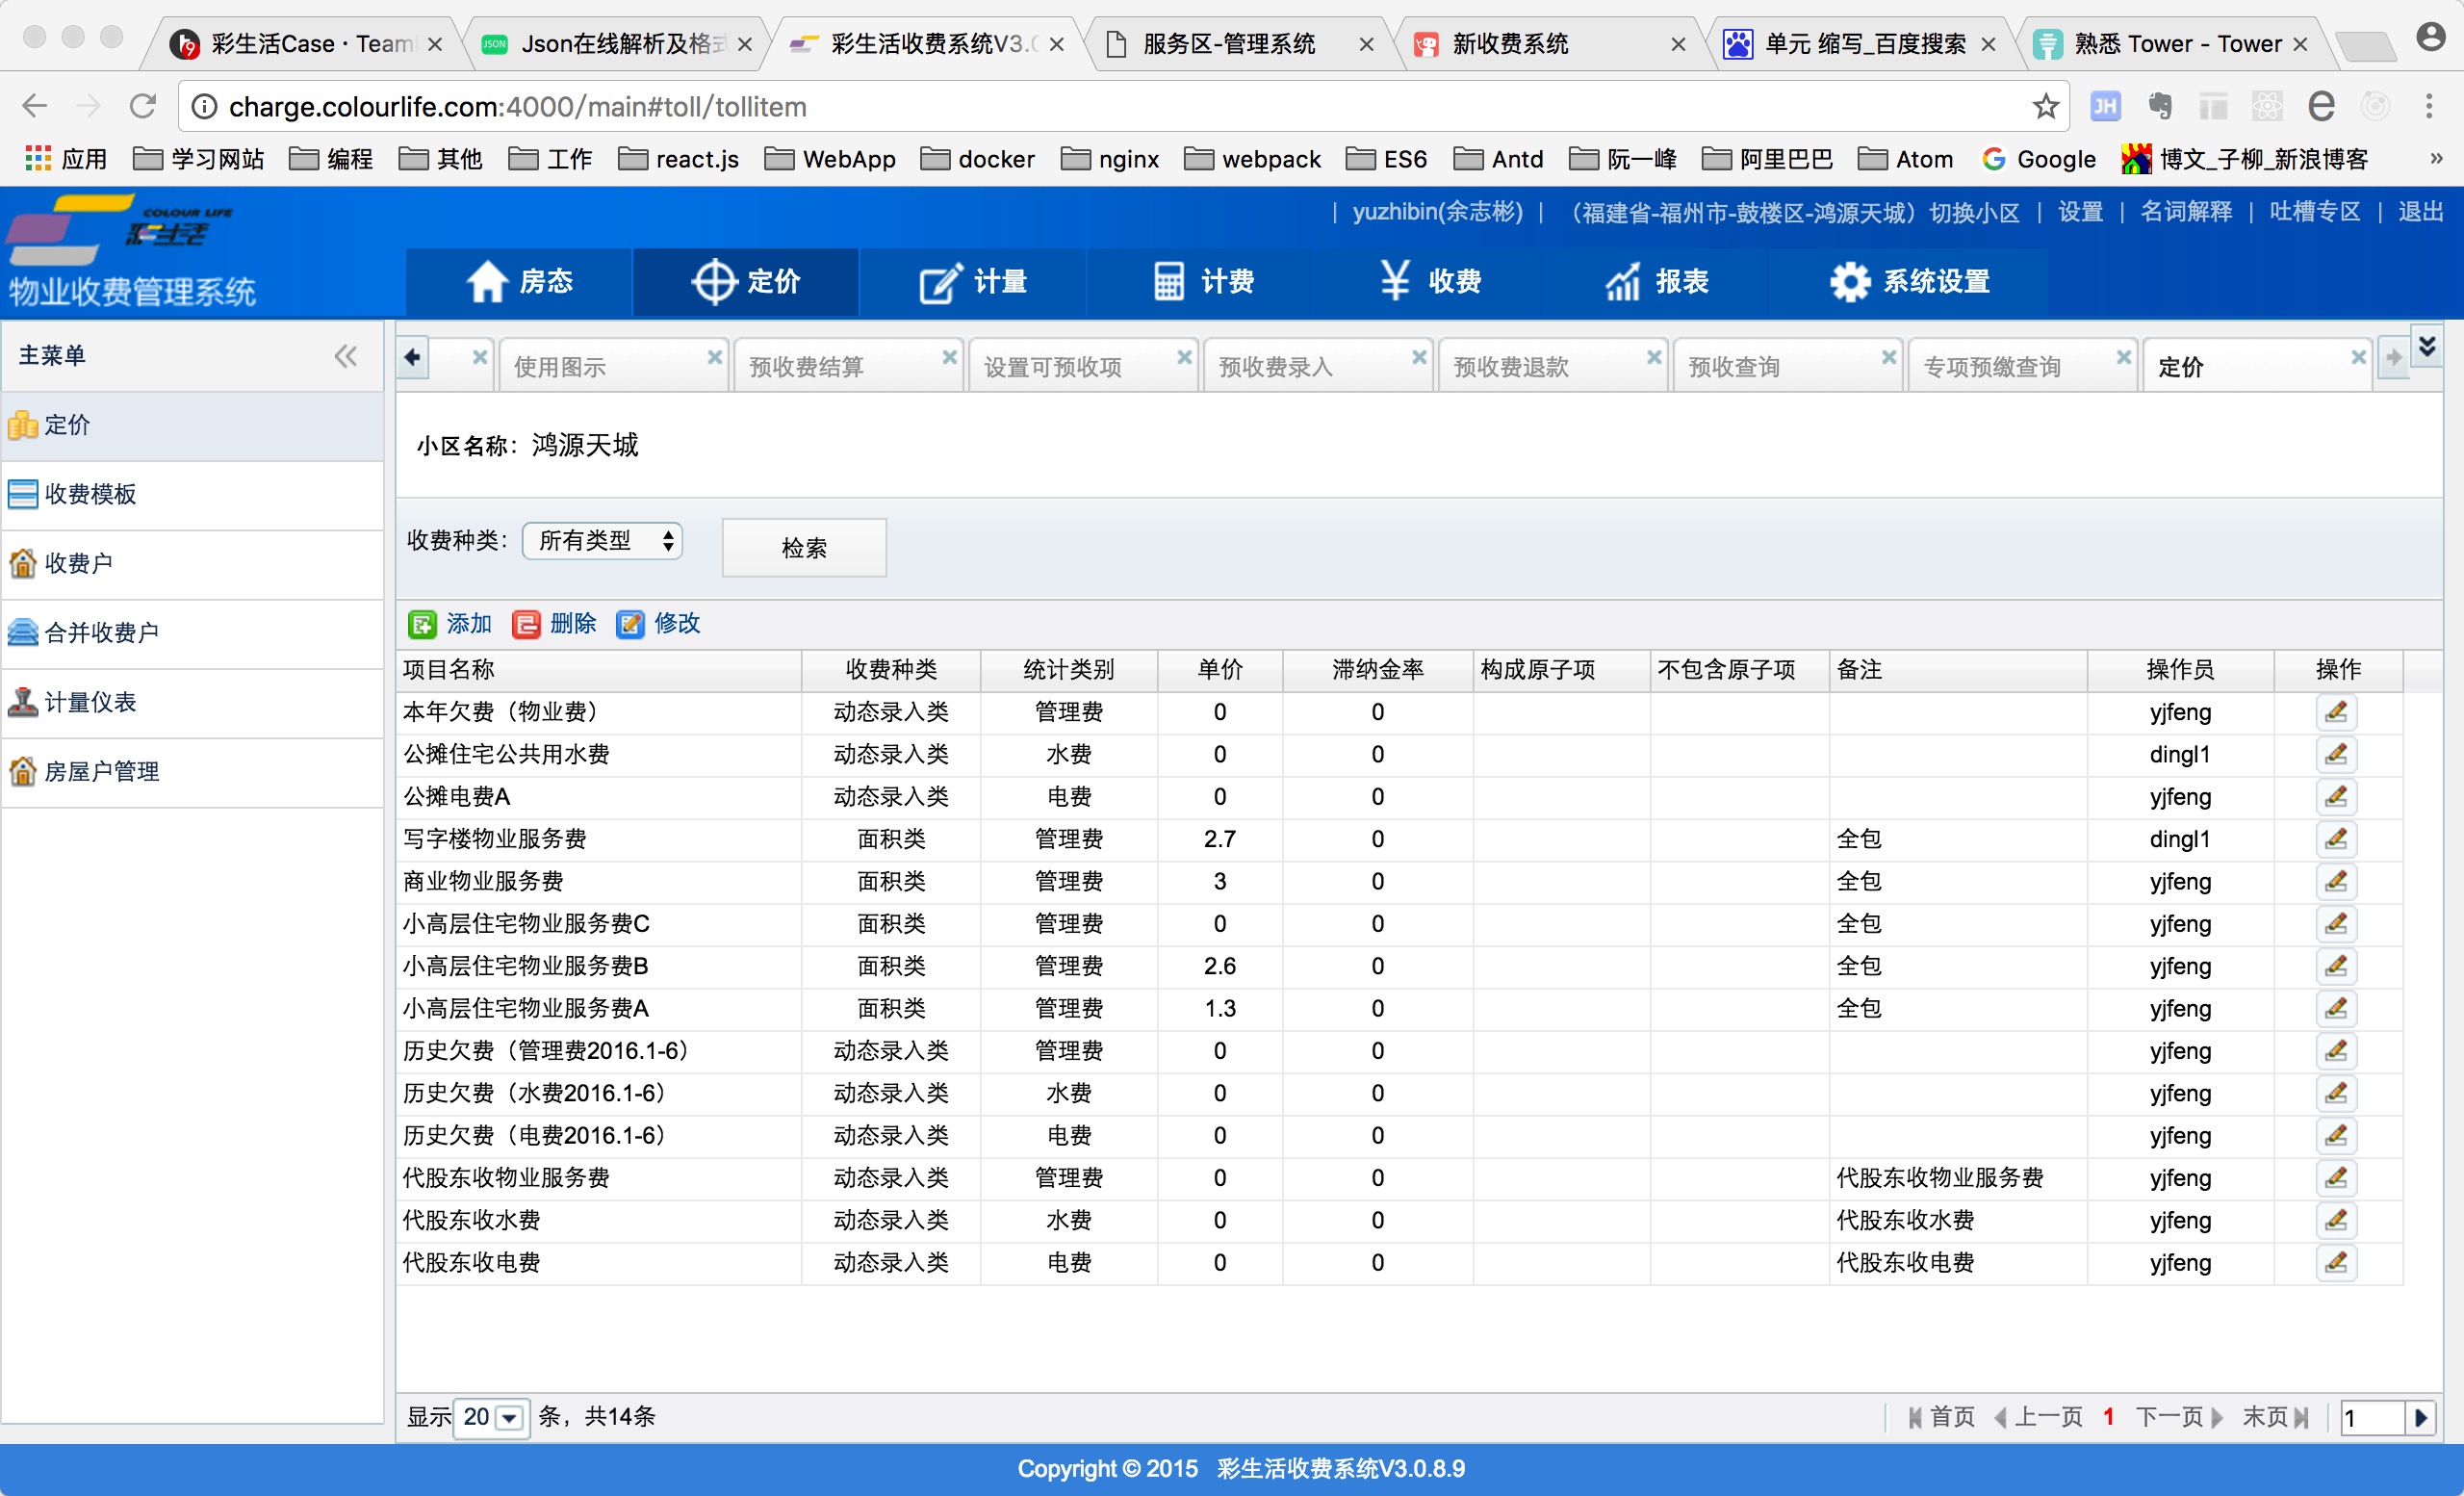 彩生活Case · Team
Json在线解析及格式
彩生活收费系统V3.0
服务区-管理系统
新收费系统
单元 缩写_百度搜索
熟悉 Tower - Tower
charge.colourlife.com:4000/main#toll/tollitem
应用 学习网站 编程 其他 工作 react.js WebApp docker nginx webpack ES6 Antd 阮一峰 阿里巴巴 Atom Google 博文_子柳_新浪博客 »
COLOUR LIFE
彩生活
物业收费管理系统
| yuzhibin(余志彬) | （福建省-福州市-鼓楼区-鸿源天城）切换小区 | 设置 | 名词解释 | 吐槽专区 | 退出
房态 定价 计量 计费 收费 报表 系统设置
主菜单
定价
收费模板
收费户
合并收费户
计量仪表
房屋户管理
使用图示 预收费结算 设置可预收项 预收费录入 预收费退款 预收查询 专项预缴查询 定价
小区名称：鸿源天城
收费种类： 所有类型 检索
添加 删除 修改
项目名称 收费种类 统计类别 单价 滞纳金率 构成原子项 不包含原子项 备注 操作员 操作
本年欠费（物业费） 动态录入类 管理费 0 0 yjfeng
公摊住宅公共用水费 动态录入类 水费 0 0 dingl1
公摊电费A 动态录入类 电费 0 0 yjfeng
写字楼物业服务费 面积类 管理费 2.7 0 全包 dingl1
商业物业服务费 面积类 管理费 3 0 全包 yjfeng
小高层住宅物业服务费C 面积类 管理费 0 0 全包 yjfeng
小高层住宅物业服务费B 面积类 管理费 2.6 0 全包 yjfeng
小高层住宅物业服务费A 面积类 管理费 1.3 0 全包 yjfeng
历史欠费（管理费2016.1-6） 动态录入类 管理费 0 0 yjfeng
历史欠费（水费2016.1-6） 动态录入类 水费 0 0 yjfeng
历史欠费（电费2016.1-6） 动态录入类 电费 0 0 yjfeng
代股东收物业服务费 动态录入类 管理费 0 0 代股东收物业服务费 yjfeng
代股东收水费 动态录入类 水费 0 0 代股东收水费 yjfeng
代股东收电费 动态录入类 电费 0 0 代股东收电费 yjfeng
显示 20 条，共14条 首页 上一页 1 下一页 末页 1
Copyright © 2015 彩生活收费系统V3.0.8.9